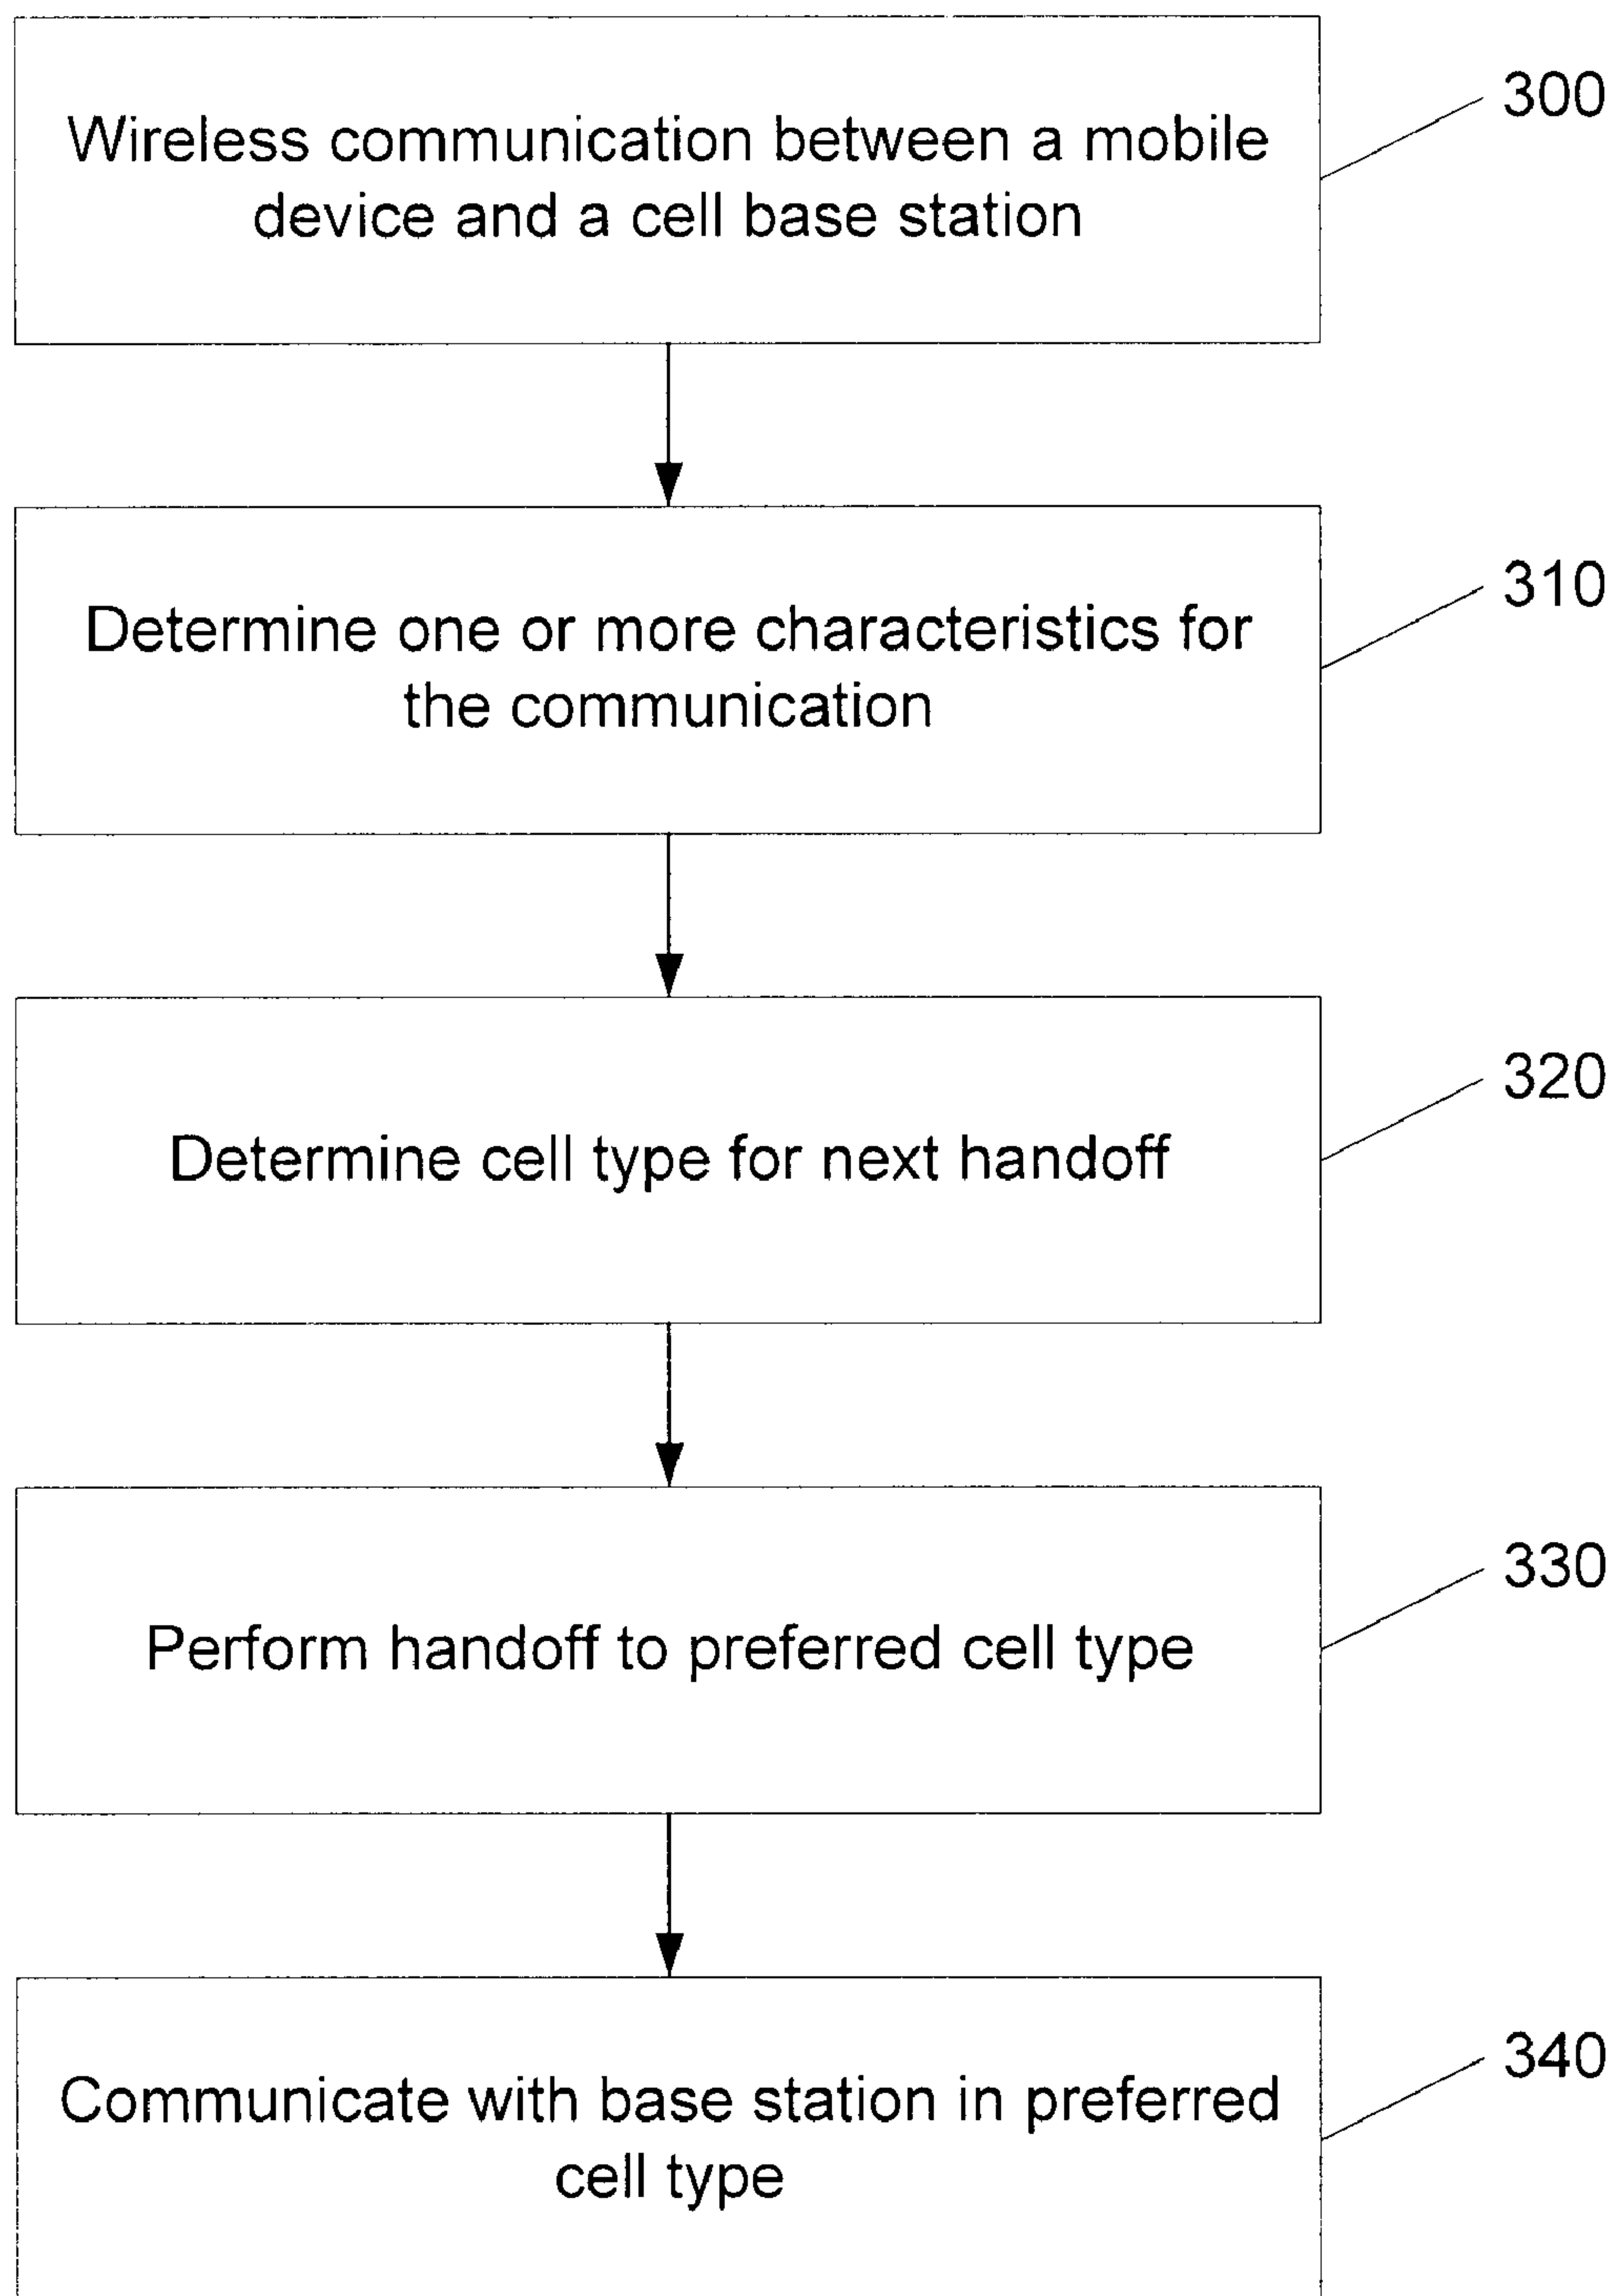 Wireless communication between a mobile
device and a cell base station
300
Determine one or more characteristics for
the communication
310
Determine cell type for next handoff
320
Perform handoff to preferred cell type
330
Communicate with base station in preferred
cell type
340